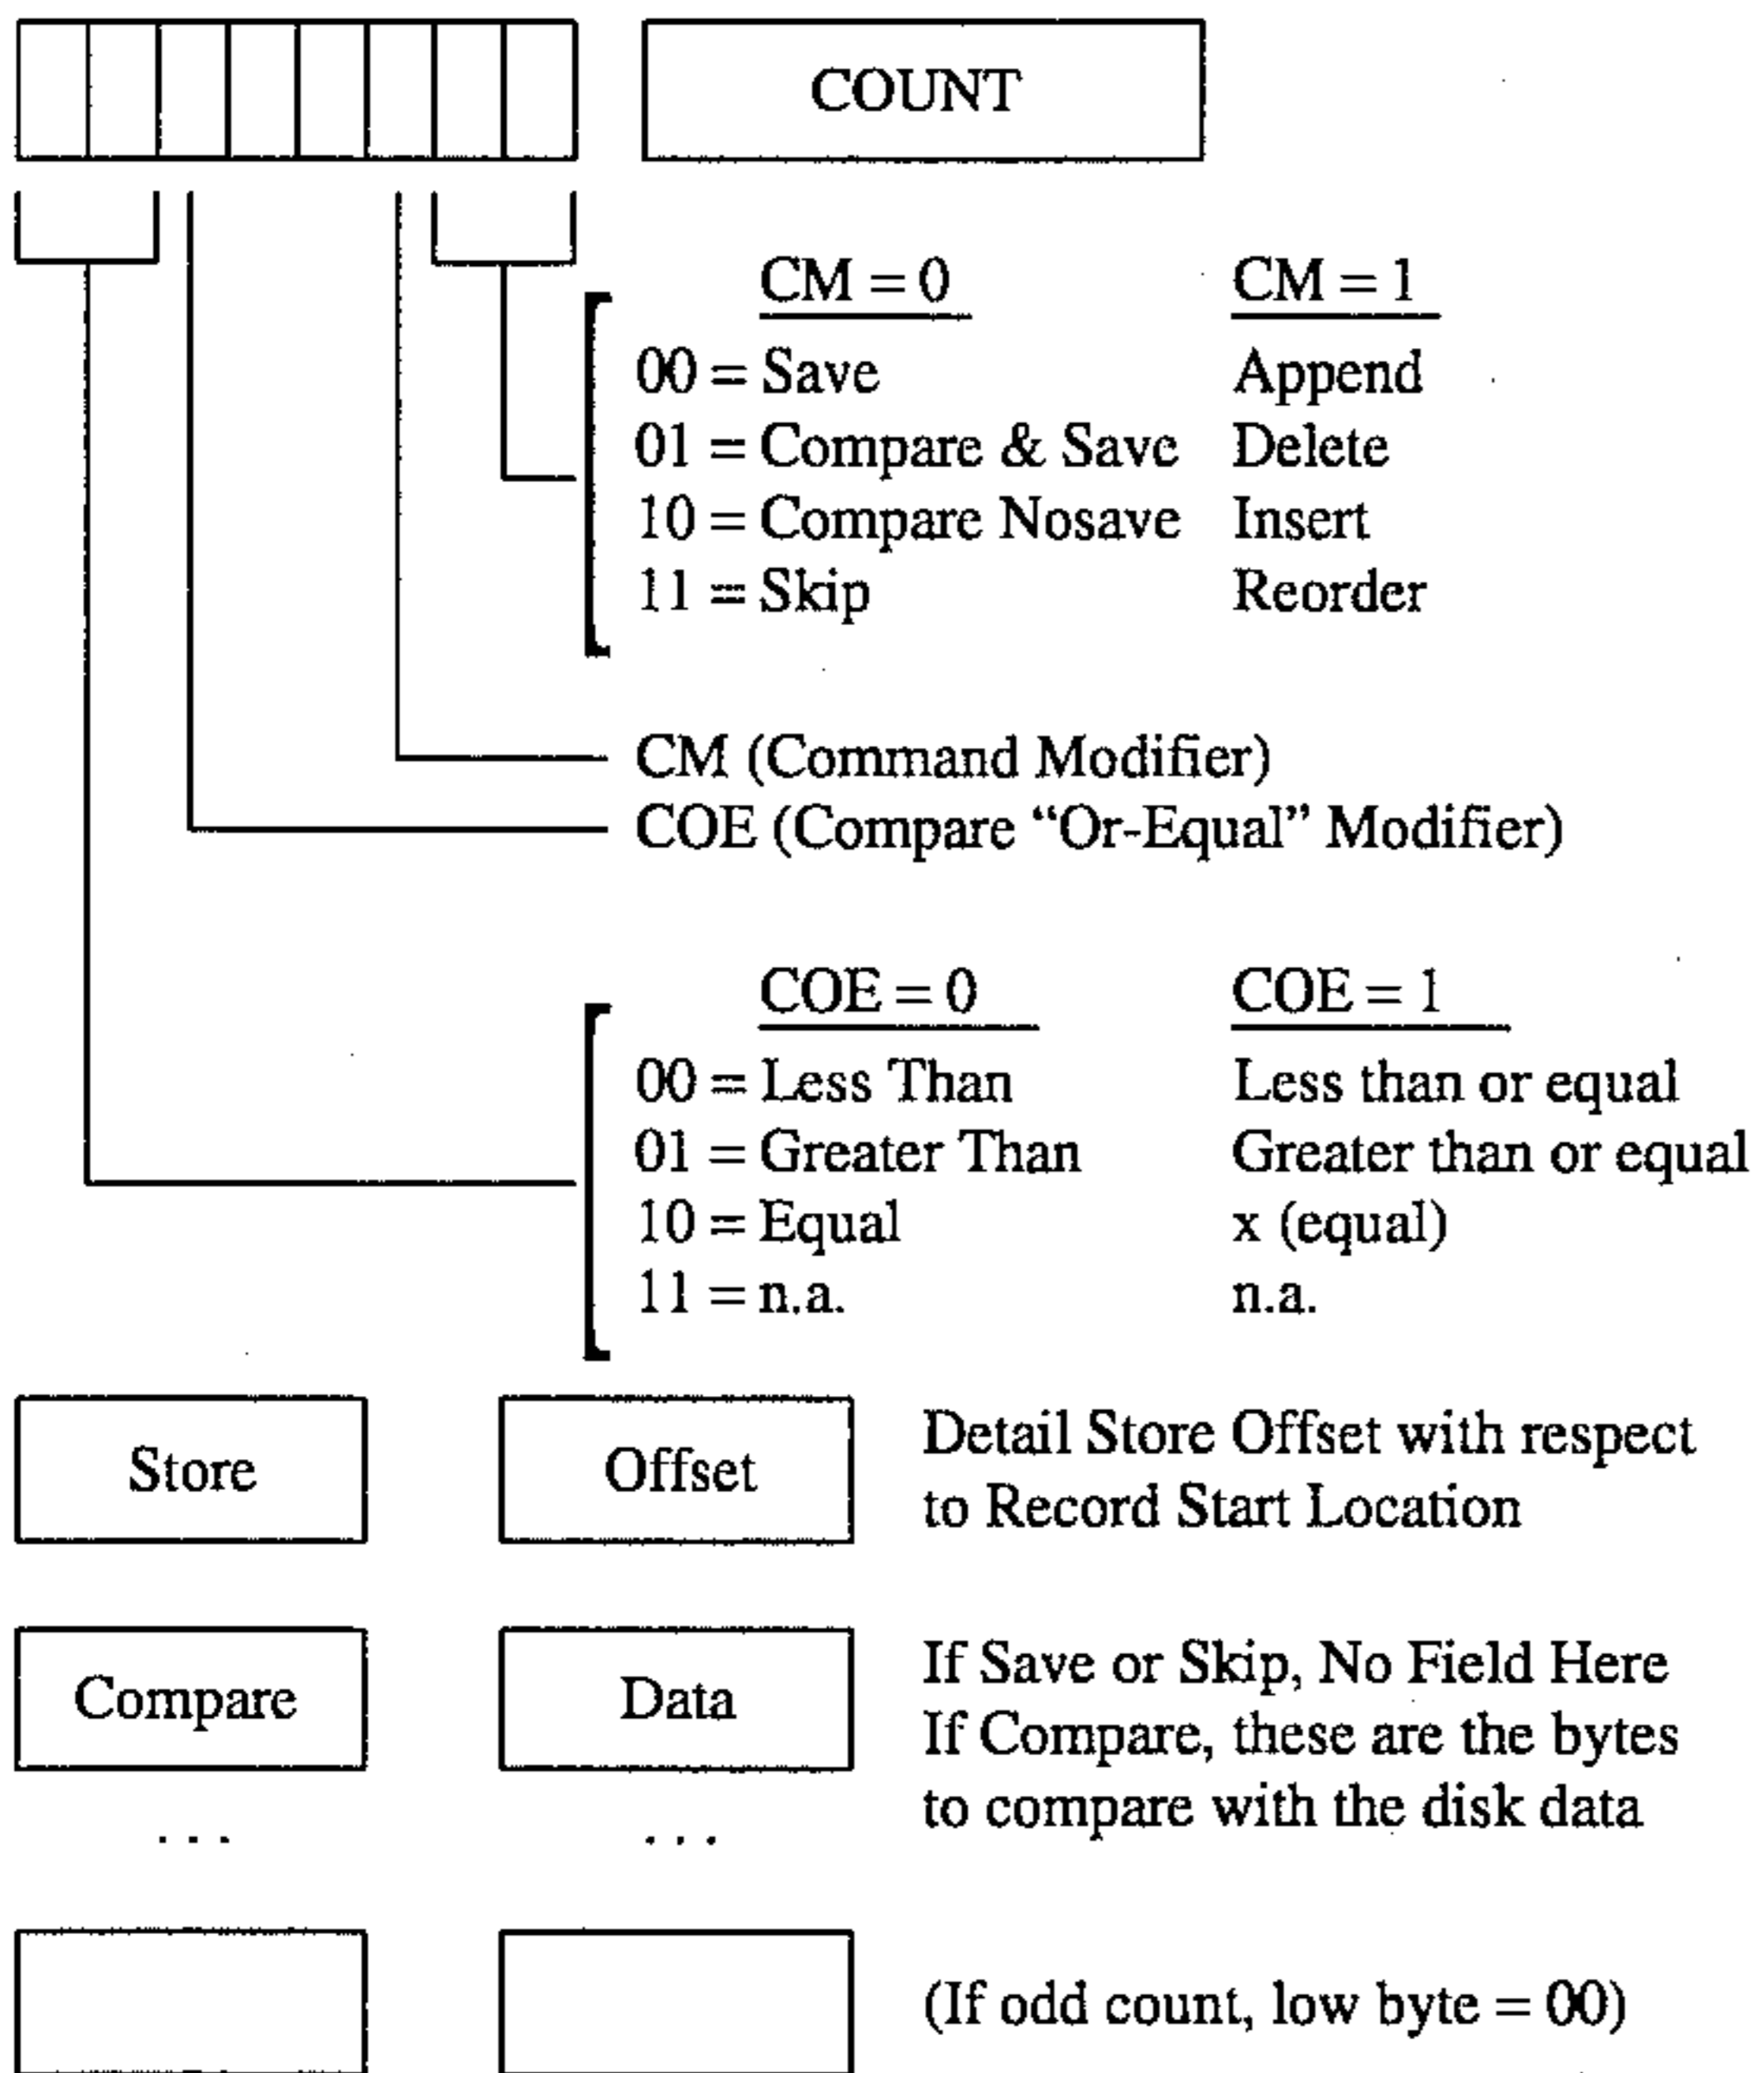 COUNT
CM = 0 CM = 1
00 = Save Append
01 = Compare & Save Delete
10 = Compare Nosave Insert
11 = Skip Reorder
CM (Command Modifier)
COE (Compare “Or-Equal” Modifier)
COE = 0 COE = 1
00 = Less Than Less than or equal
01 = Greater Than Greater than or equal
10 = Equal x (equal)
11 = n.a. n.a.
Store Offset Detail Store Offset with respect
to Record Start Location
Compare Data If Save or Skip, No Field Here
If Compare, these are the bytes
to compare with the disk data
... ...
(If odd count, low byte = 00)